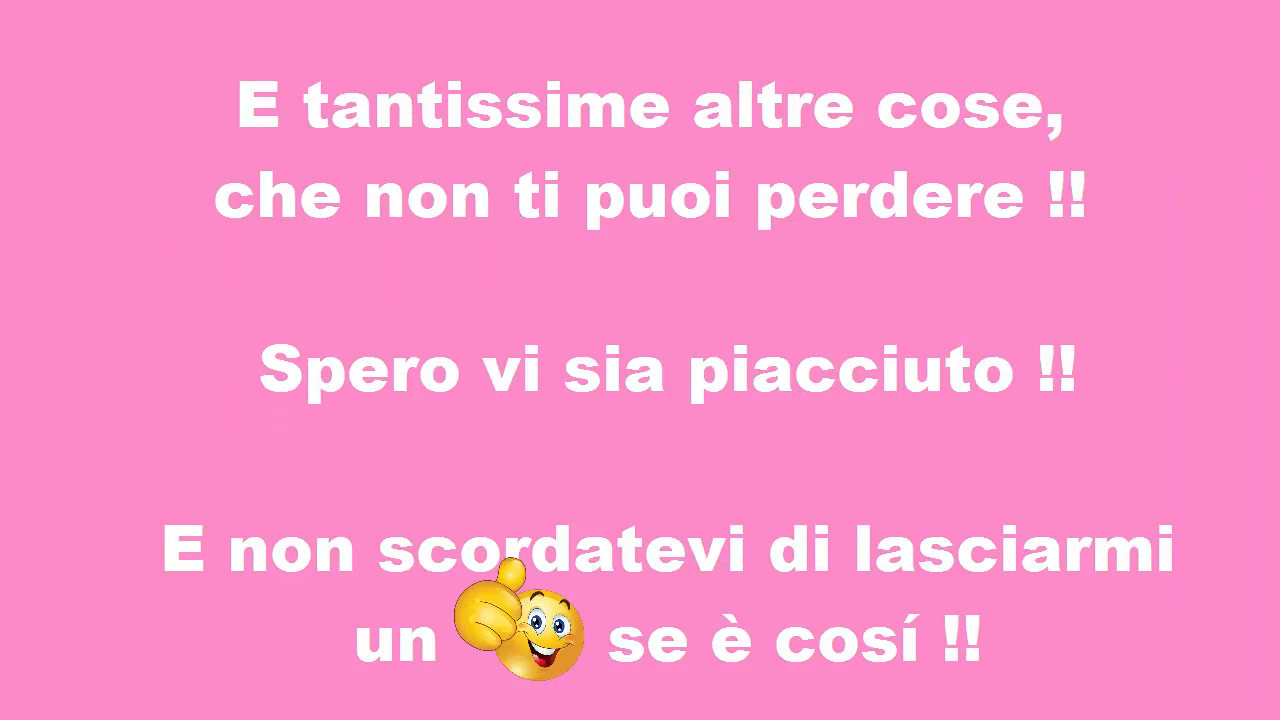 E tantissime altre cose,
che non ti puoi perdere !!
Spero vi sia piacciuto !!
E non scordatevi di lasciarmi
un se è cosí !!